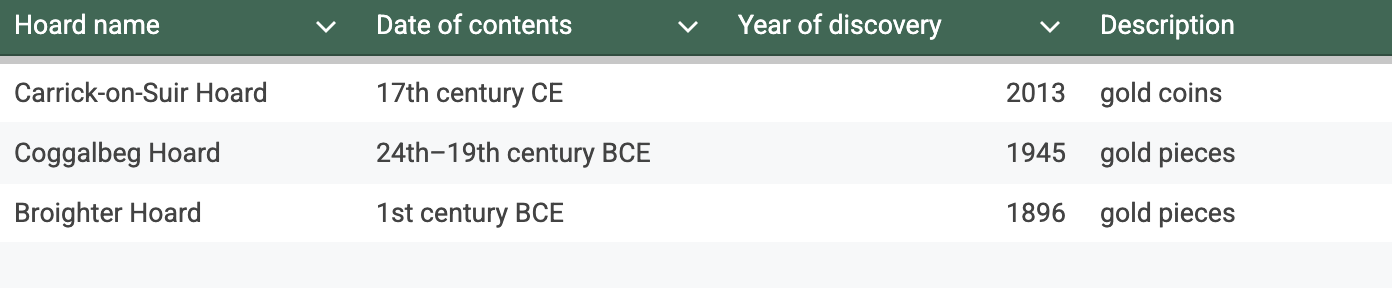 Hoard name Date of contents Year of discovery Description
Carrick-on-Suir Hoard 17th century CE 2013 gold coins
Coggalbeg Hoard 24th–19th century BCE 1945 gold pieces
Broighter Hoard 1st century BCE 1896 gold pieces